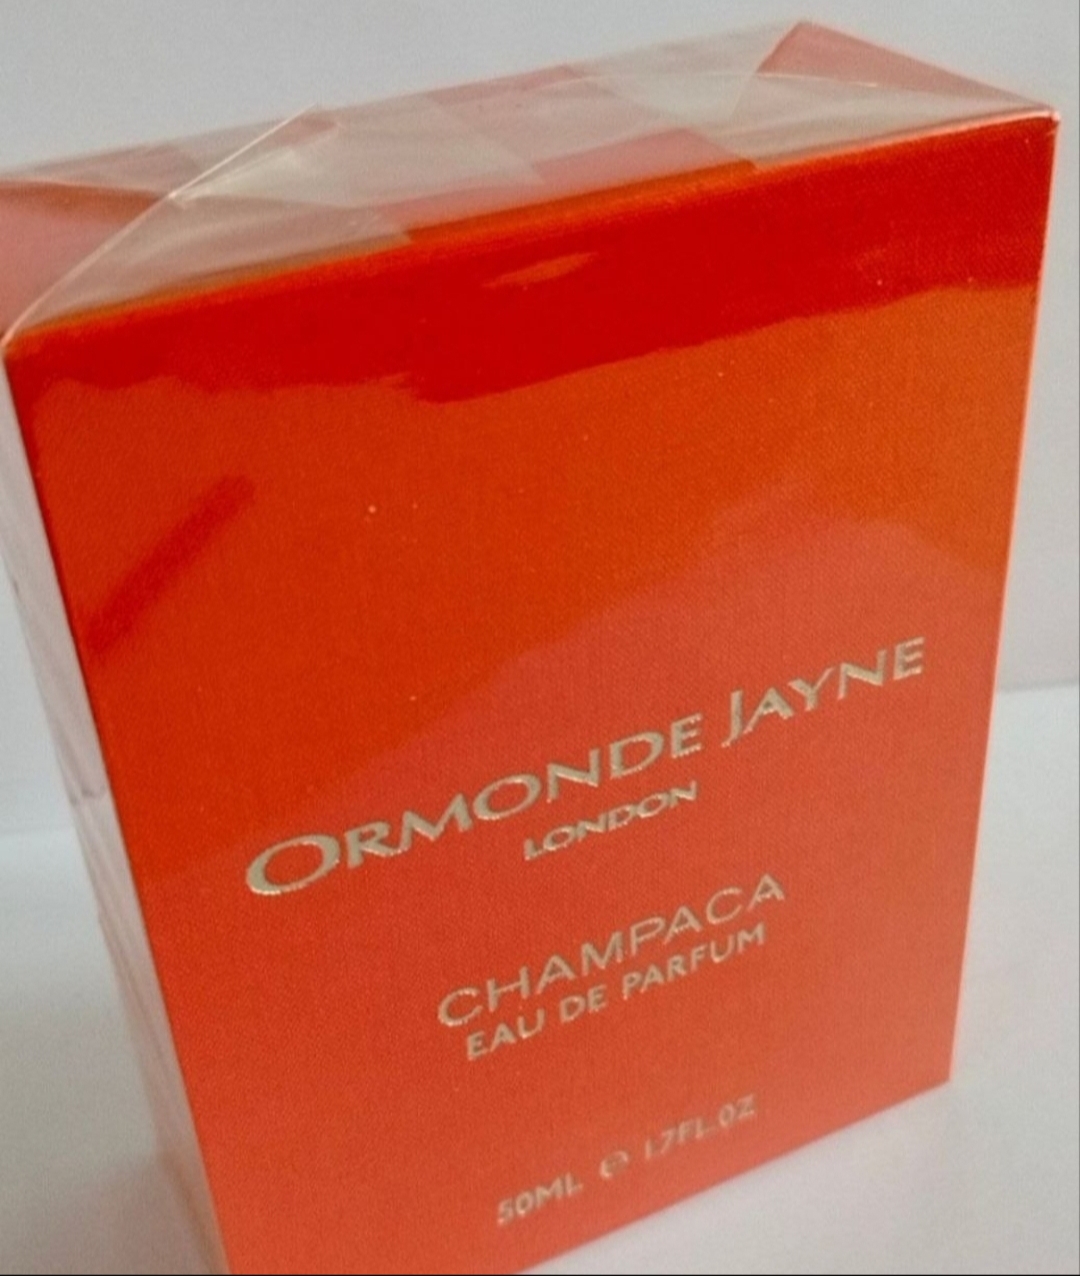 ORMONDE JAYNE
LONDON
CHAMPACA
EAU DE PARFUM
50ML ℮ 1.7FL.OZ